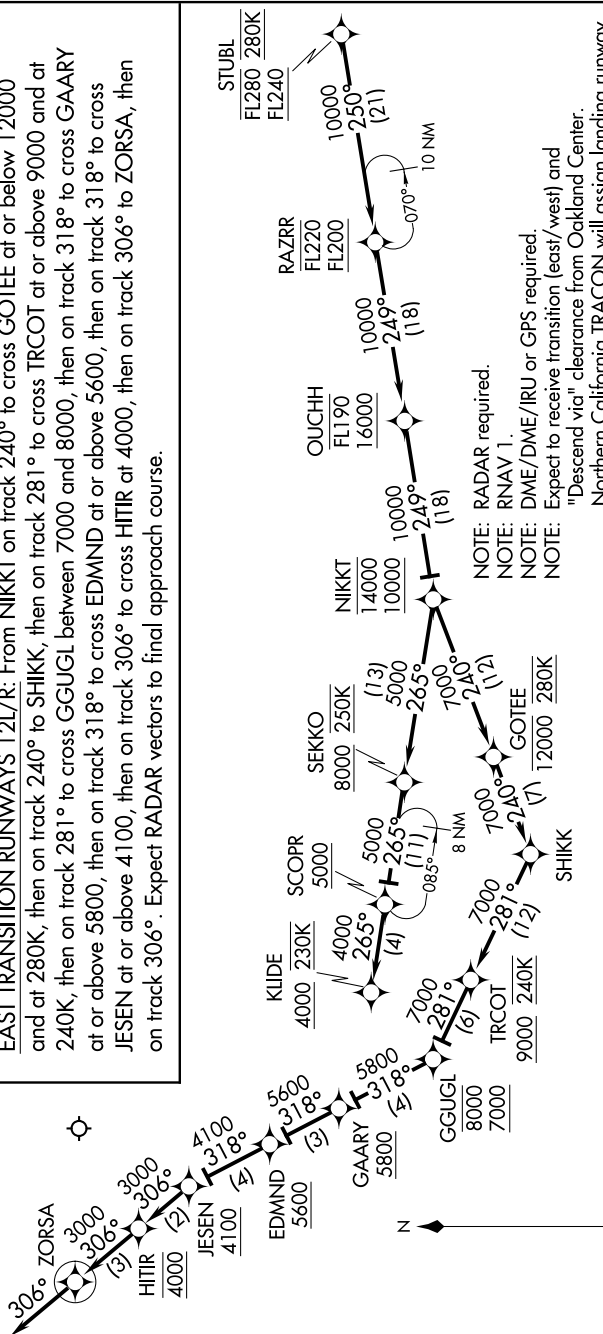 EAST TRANSITION RUNWAYS 12L/R: From NIKKT on track 240° to cross GOTEE at or below 12000
and at 280K, then on track 240° to SHIKK, then on track 281° to cross TRCOT at or above 9000 and at
240K, then on track 281° to cross GGUGL between 7000 and 8000, then on track 318° to cross GAARY
at or above 5800, then on track 318° to cross EDMND at or above 5600, then on track 318° to cross
JESEN at or above 4100, then on track 306° to cross HITIR at 4000, then on track 306° to ZORSA, then
on track 306°. Expect RADAR vectors to final approach course.
STUBL
FL280 280K
FL240
10000
250°
(21)
070°
10 NM
RAZRR
FL220
FL200
10000
249°
(18)
OUCHH
FL190
16000
10000
249°
(18)
NIKKT
14000
10000
(13)
5000
265°
SEKKO
8000 250K
5000
265°
(11)
085°
8 NM
SCOPR
5000
4000
265°
(4)
KLIDE
4000 230K
7000
240°
(12)
GOTEE
12000 280K
7000
240°
(7)
SHIKK
7000
281°
(12)
TRCOT
9000 240K
7000
281°
(6)
GGUGL
8000
7000
5800
318°
(4)
GAARY
5800
5600
318°
(3)
EDMND
5600
4100
318°
(4)
JESEN
4100
3000
306°
(2)
HITIR
4000
3000
306°
(3)
ZORSA
306°
N
NOTE: RADAR required.
NOTE: RNAV 1.
NOTE: DME/DME/IRU or GPS required.
NOTE: Expect to receive transition (east/west) and
"Descend via" clearance from Oakland Center.
Northern California TRACON will assign landing runway